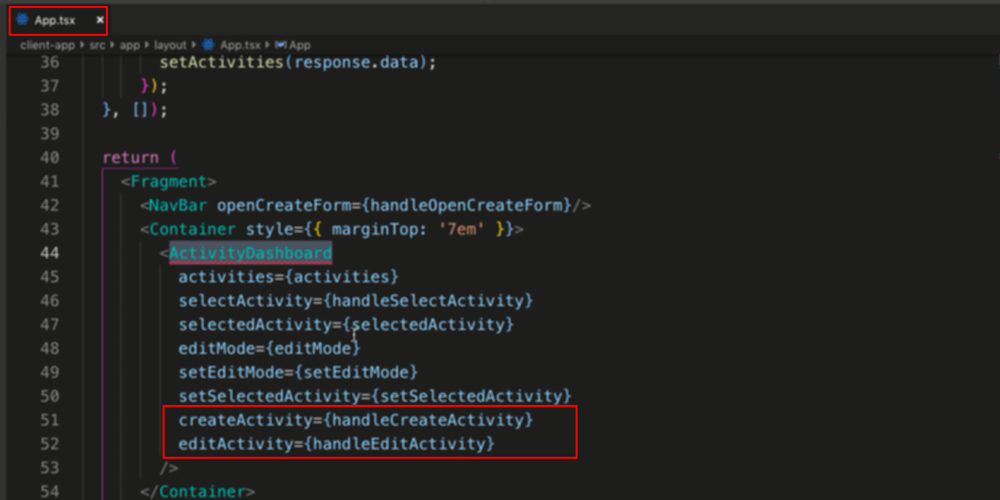 App.tsx ×
client-app src app layout App.tsx App
36 setActivities(response.data);
37 });
38 }, []);
39
40 return (
41 <Fragment>
42 <NavBar openCreateForm={handleOpenCreateForm}/>
43 <Container style={{ marginTop: '7em' }}>
44 <ActivityDashboard
45 activities={activities}
46 selectActivity={handleSelectActivity}
47 selectedActivity={selectedActivity}
48 editMode={editMode}
49 setEditMode={setEditMode}
50 setSelectedActivity={setSelectedActivity}
51 createActivity={handleCreateActivity}
52 editActivity={handleEditActivity}
53 />
54 </Container>